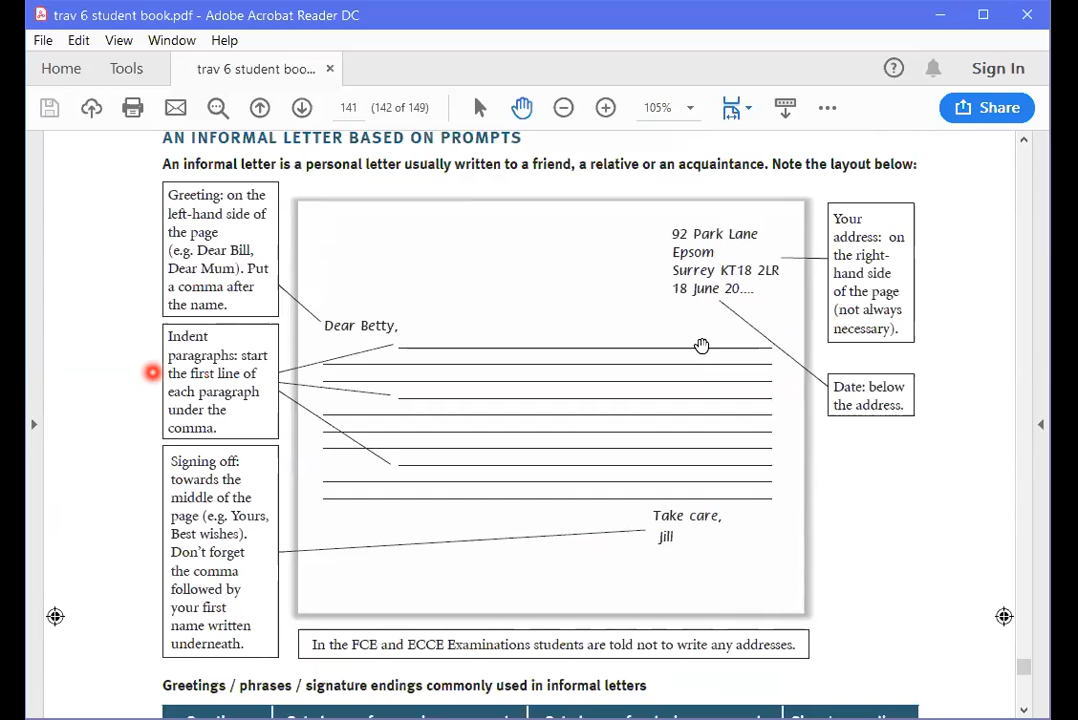 trav 6 student book.pdf - Adobe Acrobat Reader DC
File Edit View Window Help
Home Tools trav 6 student boo... × Sign In
141 (142 of 149) 105% Share
AN INFORMAL LETTER BASED ON PROMPTS
An informal letter is a personal letter usually written to a friend, a relative or an acquaintance. Note the layout below:
Greeting: on the
left-hand side of
the page
(e.g. Dear Bill,
Dear Mum). Put
a comma after
the name.
Indent
paragraphs: start
the first line of
each paragraph
under the
comma.
Signing off:
towards the
middle of the
page (e.g. Yours,
Best wishes).
Don't forget
the comma
followed by
your first
name written
underneath.
92 Park Lane
Epsom
Surrey KT18 2LR
18 June 20....
Dear Betty,
Take care,
Jill
Your
address: on
the right-
hand side
of the page
(not always
necessary).
Date: below
the address.
In the FCE and ECCE Examinations students are told not to write any addresses.
Greetings / phrases / signature endings commonly used in informal letters